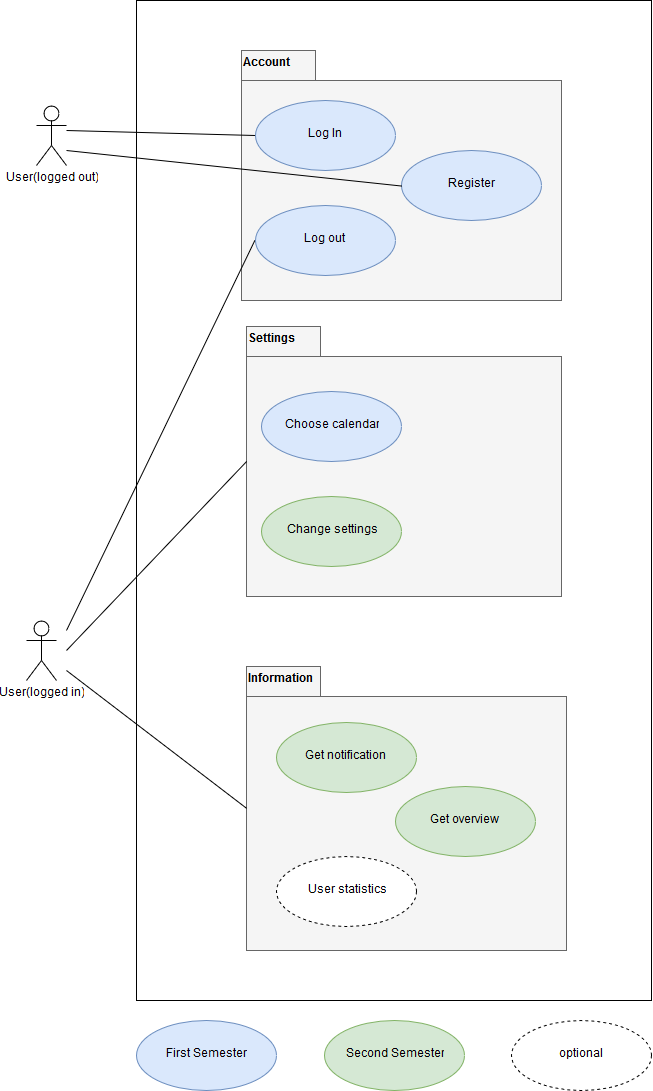 Account
Log In
User(logged out)
Register
Log out
Settings
Choose calendar
Change settings
User(logged in)
Information
Get notification
Get overview
User statistics
First Semester
Second Semester
optional